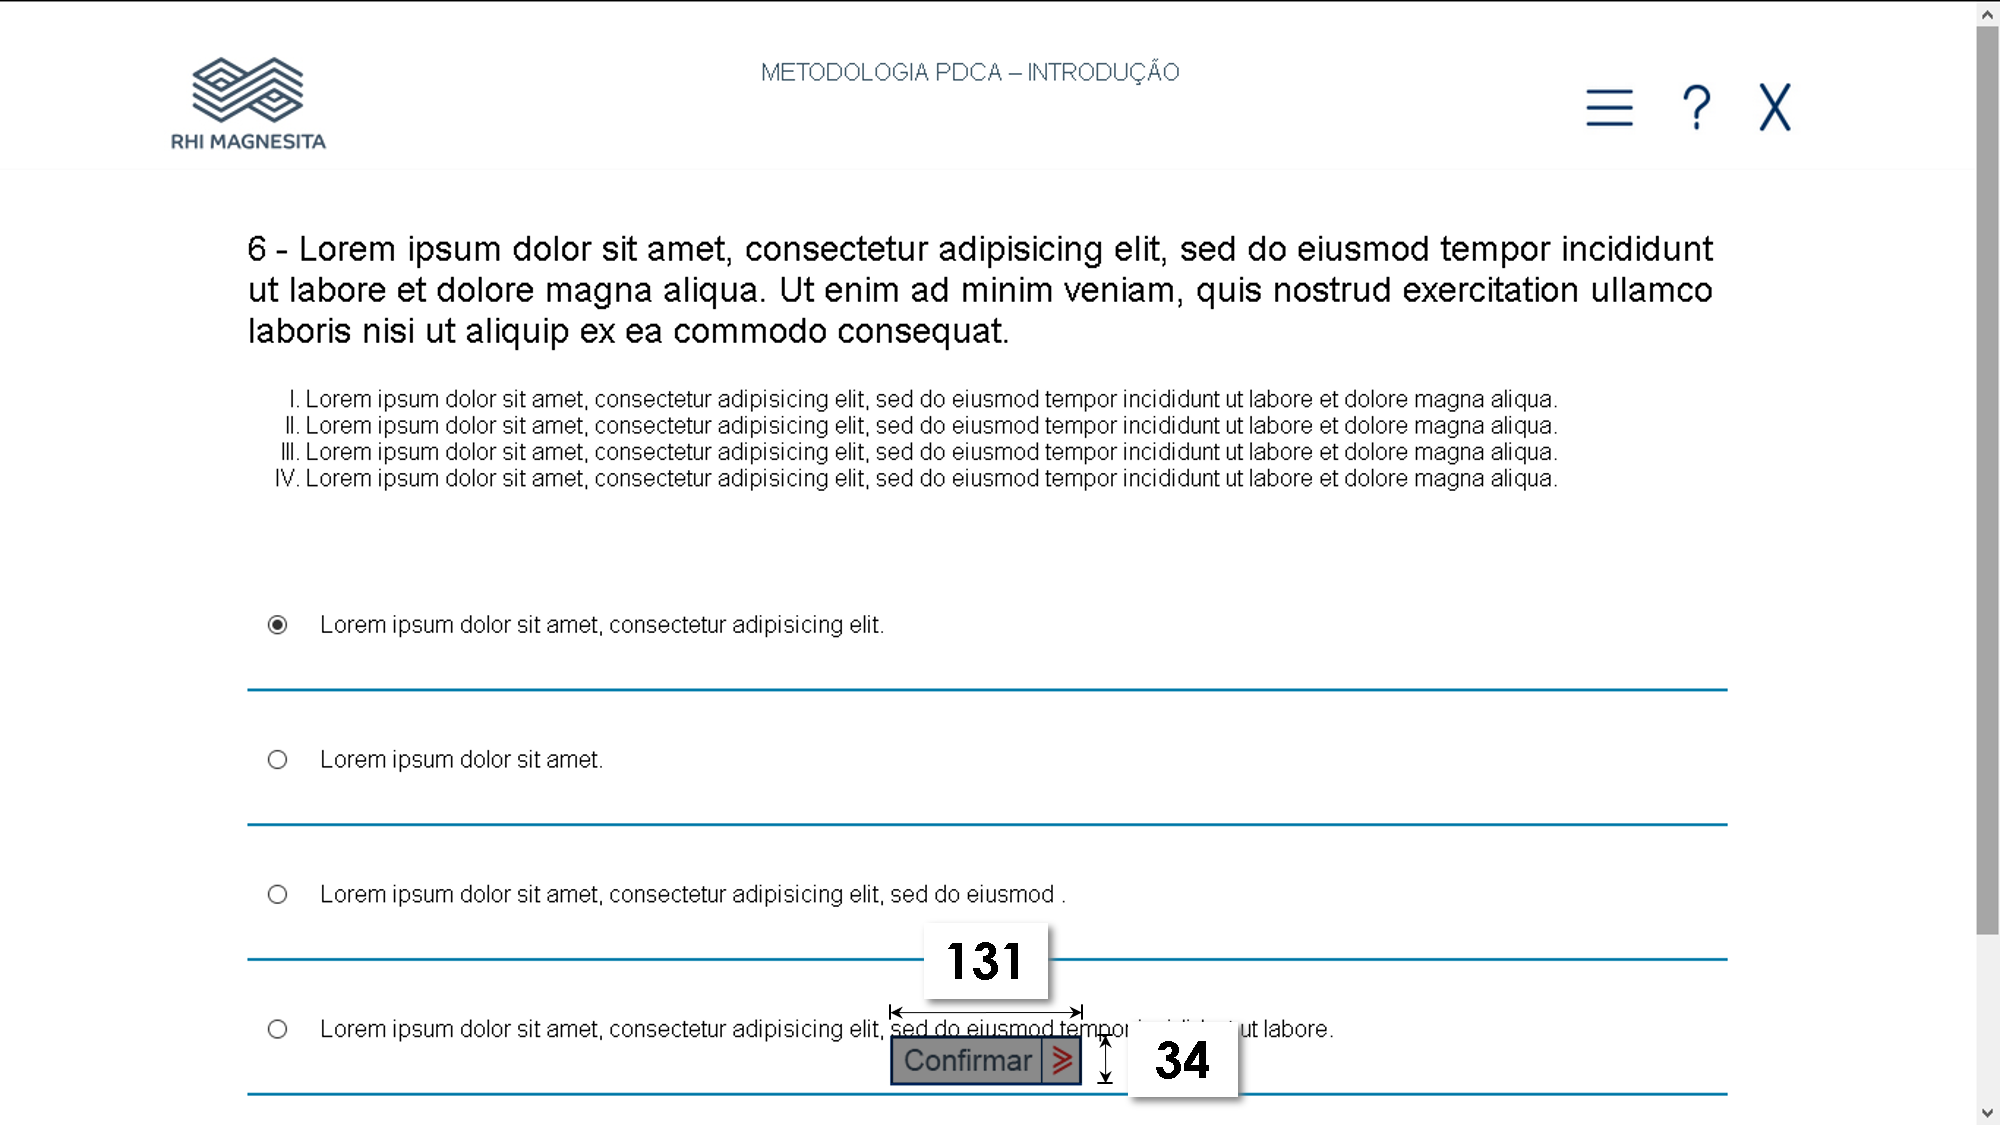 RHI MAGNESITA
METODOLOGIA PDCA – INTRODUÇÃO
? X
6 - Lorem ipsum dolor sit amet, consectetur adipisicing elit, sed do eiusmod tempor incididunt
ut labore et dolore magna aliqua. Ut enim ad minim veniam, quis nostrud exercitation ullamco
laboris nisi ut aliquip ex ea commodo consequat.
I. Lorem ipsum dolor sit amet, consectetur adipisicing elit, sed do eiusmod tempor incididunt ut labore et dolore magna aliqua.
II. Lorem ipsum dolor sit amet, consectetur adipisicing elit, sed do eiusmod tempor incididunt ut labore et dolore magna aliqua.
III. Lorem ipsum dolor sit amet, consectetur adipisicing elit, sed do eiusmod tempor incididunt ut labore et dolore magna aliqua.
IV. Lorem ipsum dolor sit amet, consectetur adipisicing elit, sed do eiusmod tempor incididunt ut labore et dolore magna aliqua.
Lorem ipsum dolor sit amet, consectetur adipisicing elit.
Lorem ipsum dolor sit amet.
Lorem ipsum dolor sit amet, consectetur adipisicing elit, sed do eiusmod .
131
Lorem ipsum dolor sit amet, consectetur adipisicing elit, sed do eiusmod tempor ut labore.
Confirmar
34